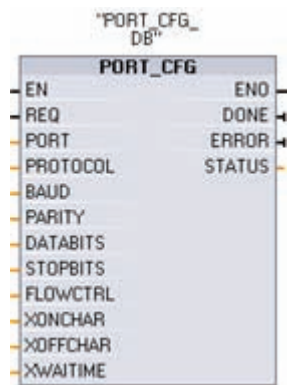 "PORT_CFG_
DB"
PORT_CFG
EN ENO
REQ DONE
PORT ERROR
PROTOCOL STATUS
BAUD
PARITY
DATABITS
STOPBITS
FLOWCTRL
XONCHAR
XOFFCHAR
XWAITIME